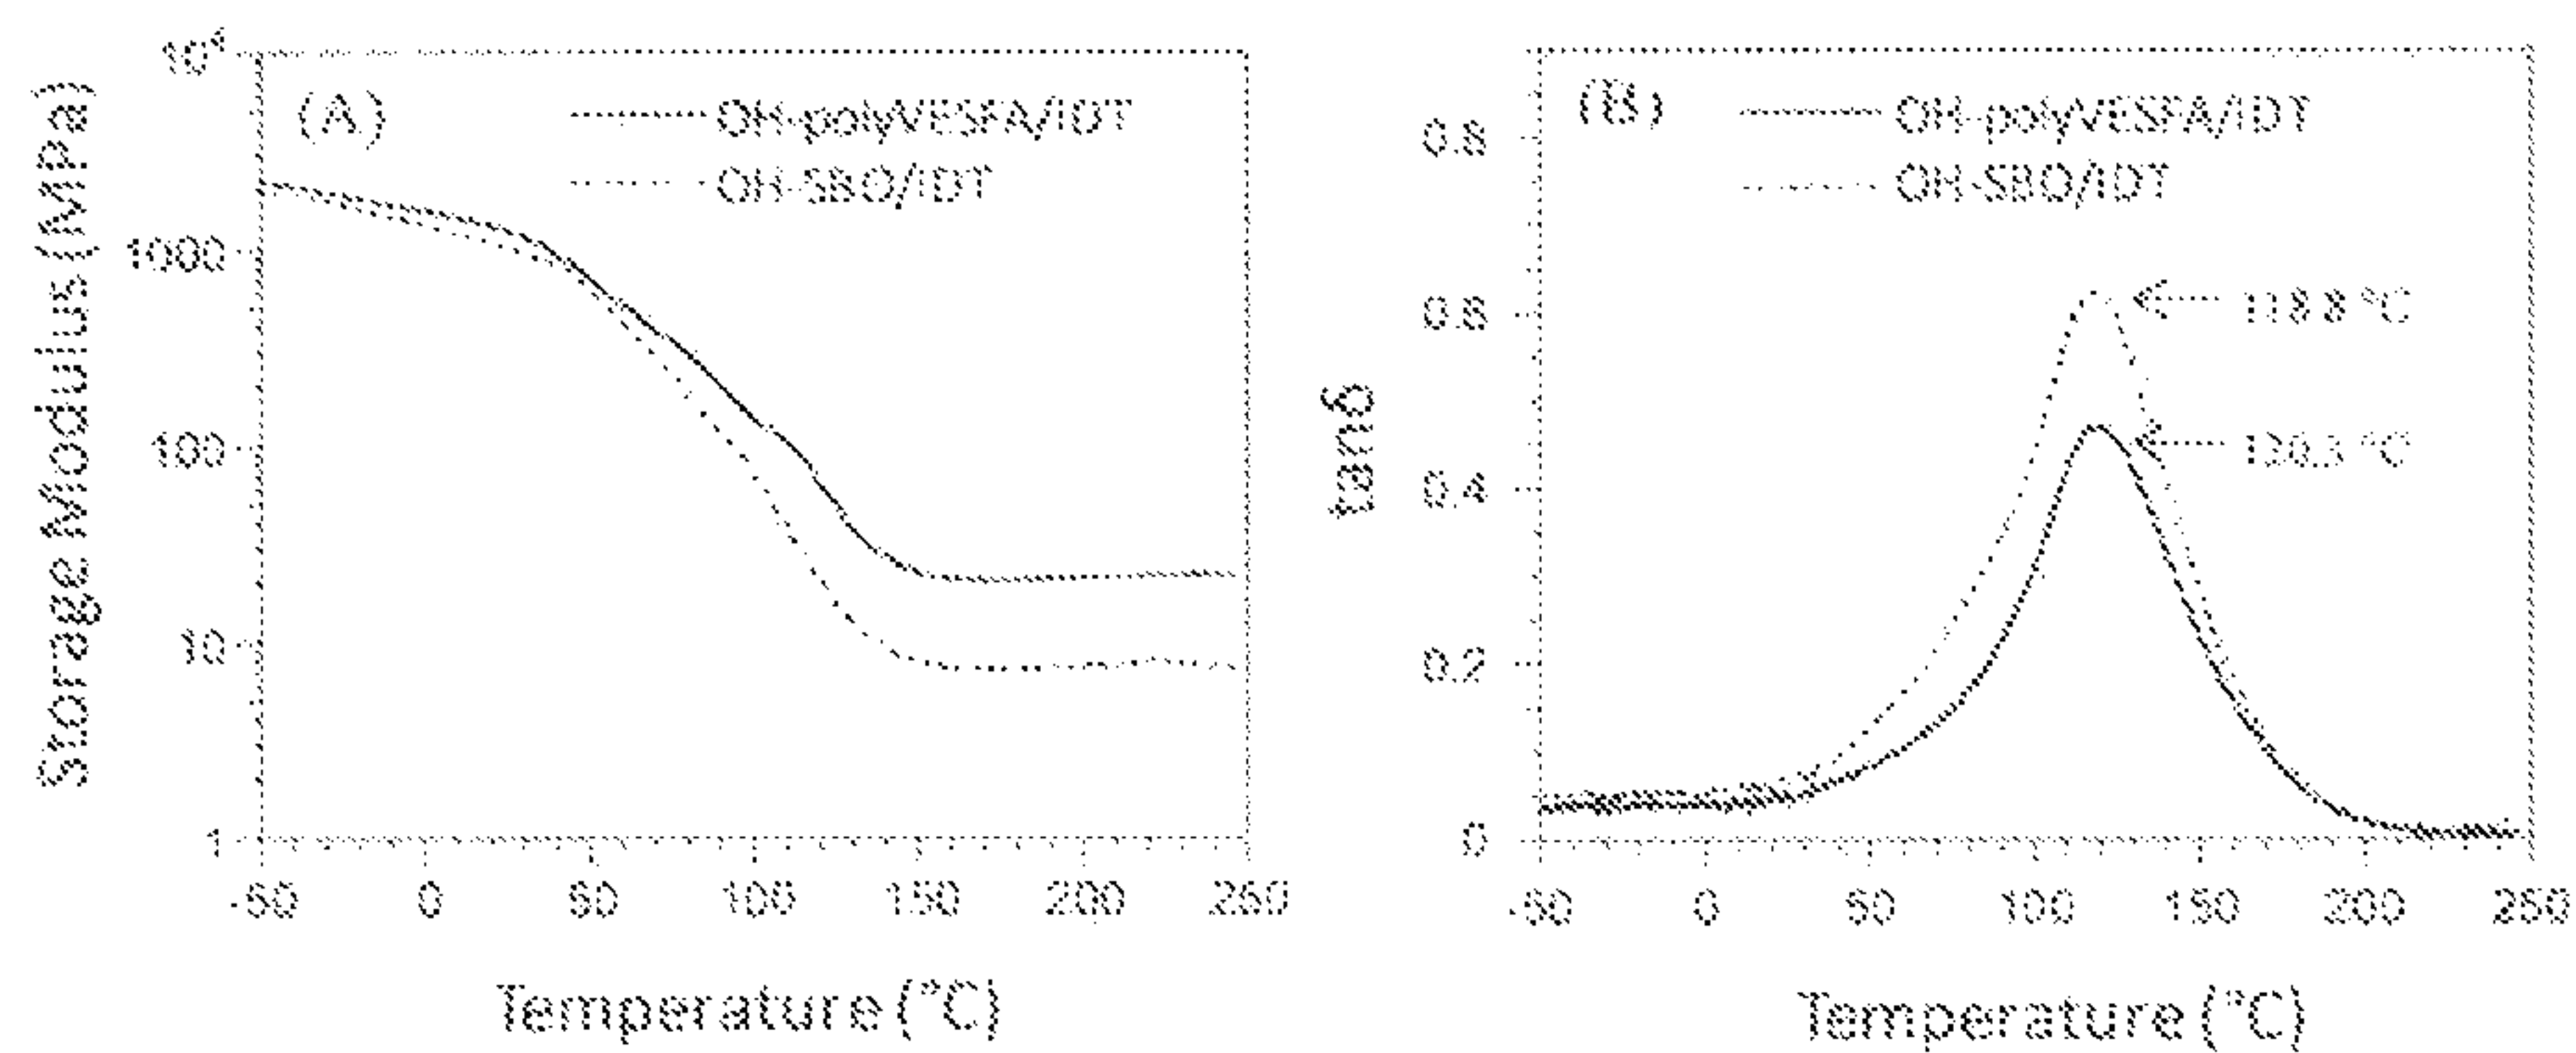 10⁴
(A)
OH-polyVESFA/IDT
OH-SBO/IDT
1000
100
10
1
Storage Modulus (MPa)
-50 0 50 100 150 200 250
Temperature (°C)
(B)
OH-polyVESFA/IDT
OH-SBO/IDT
0.8
0.4
0.2
0
tanδ
118.8 °C
°C
-50 0 50 100 150 200 250
Temperature (°C)